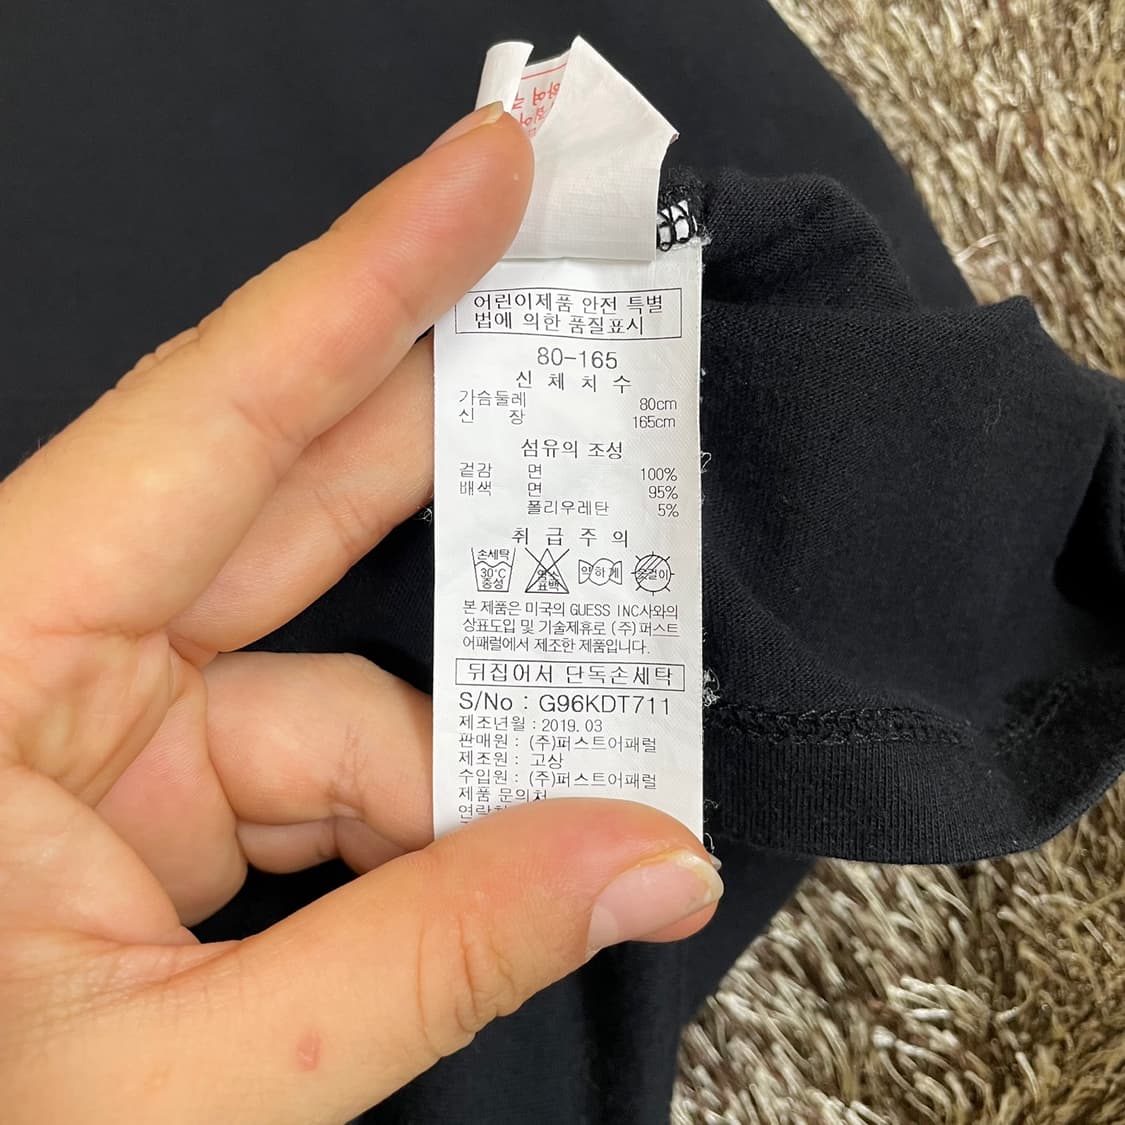 어린이제품 안전 특별
법에 의한 품질표시
80-165
신 체 치 수
가슴둘레 80cm
신 장 165cm
섬유의 조성
겉감 면 100%
배색 면 95%
폴리우레탄 5%
취 급 주 의
손세탁 30℃ 중성 염소 표백 약하게 옷걸이
본 제품은 미국의 GUESS INC사와의
상표도입 및 기술제휴로 (주)퍼스트
어패럴에서 제조한 제품입니다.
뒤집어서 단독손세탁
S/No : G96KDT711
제조년월 : 2019. 03
판매원 : (주)퍼스트어패럴
제조원 : 고상
수입원 : (주)퍼스트어패럴
제품 문의처